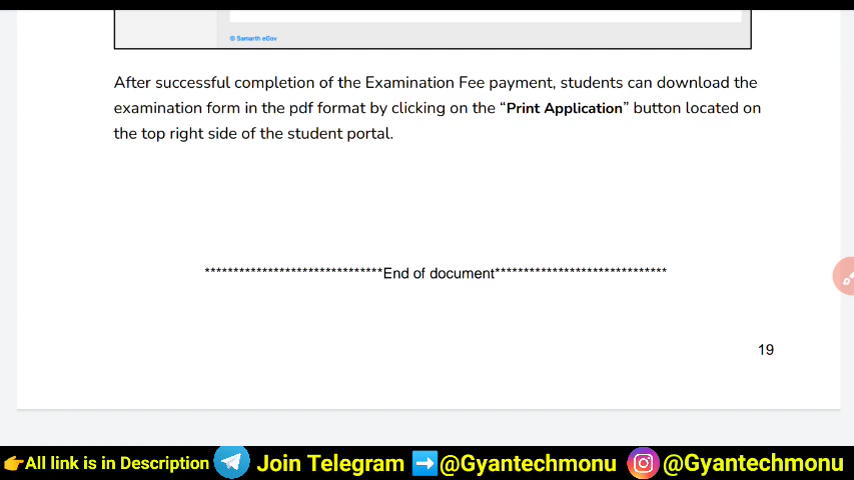 © Samarth eGov
After successful completion of the Examination Fee payment, students can download the
examination form in the pdf format by clicking on the “Print Application” button located on
the top right side of the student portal.
*******************************End of document******************************
19
👉All link is in Description Join Telegram ➡️@Gyantechmonu @Gyantechmonu